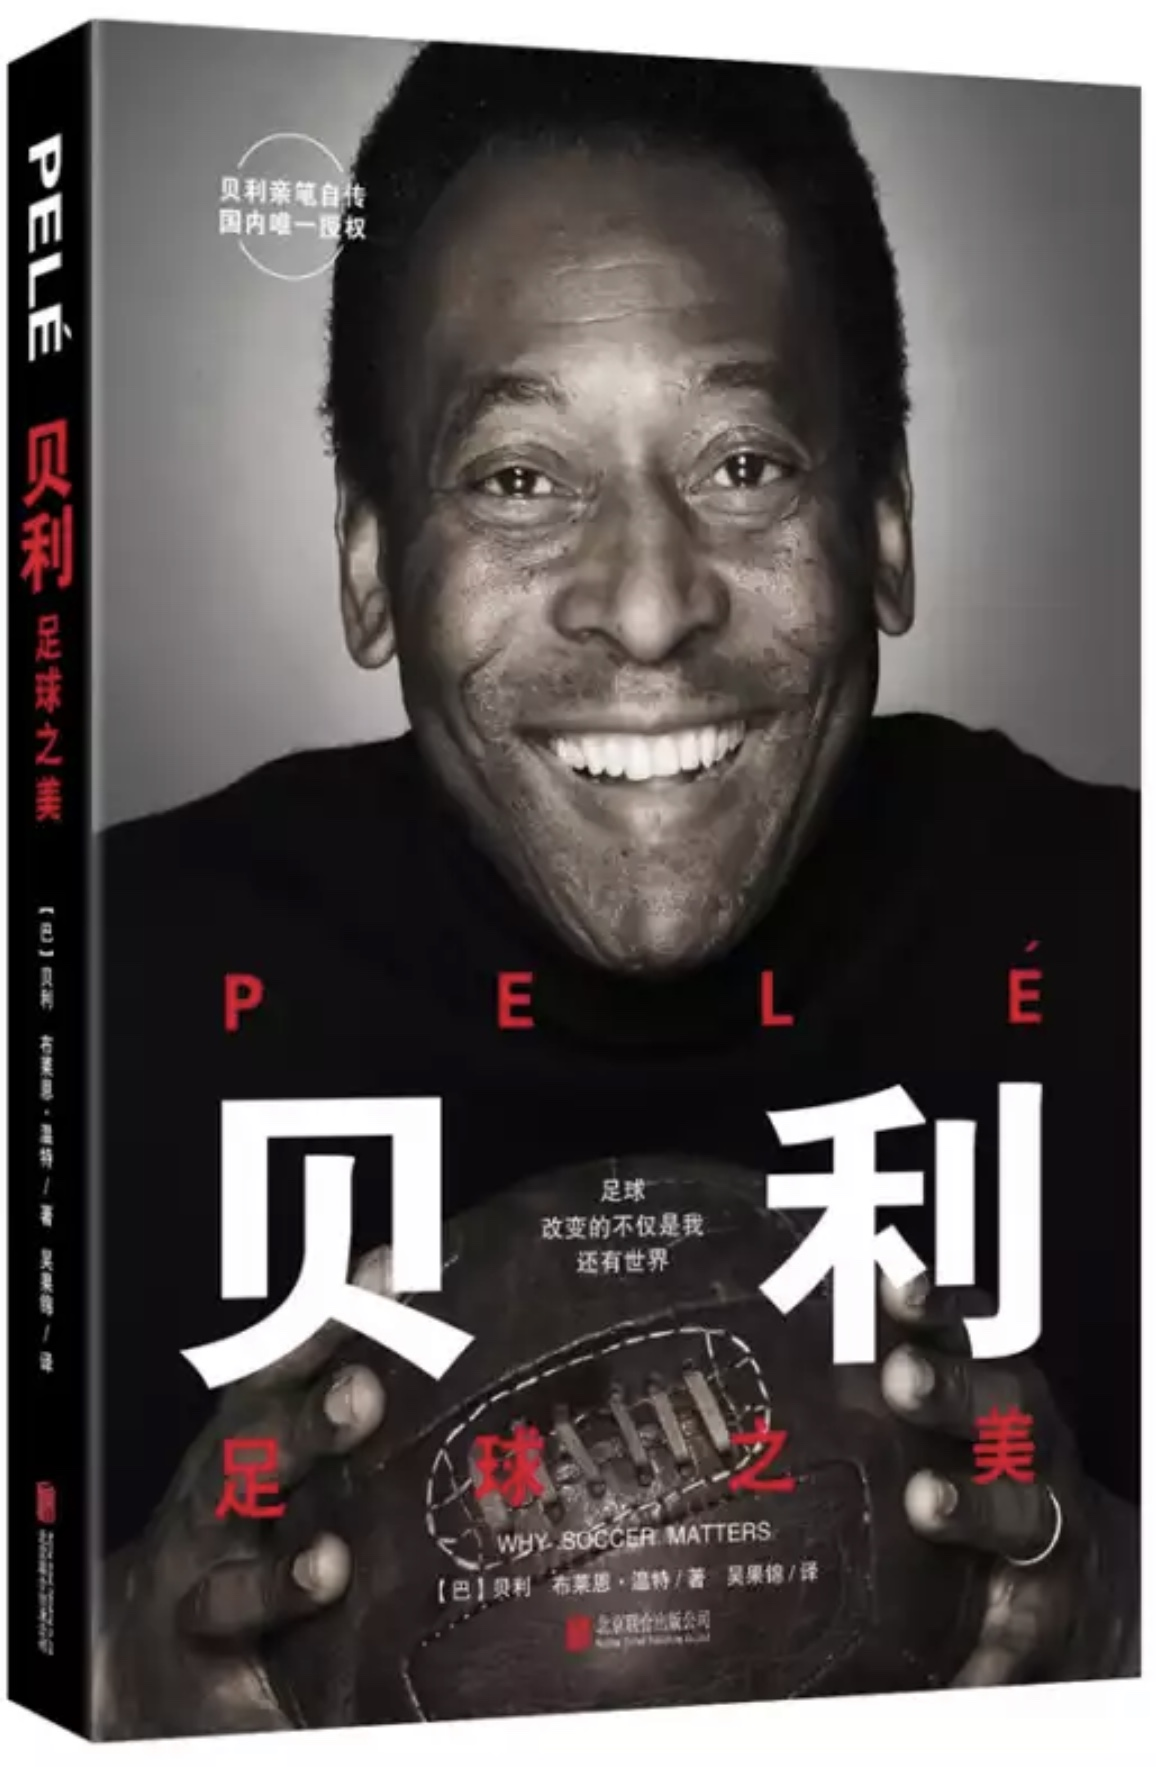 PELÉ
贝利
足球之美
【巴】贝利 布莱恩·温特/著 吴果锦/译
贝利亲笔自传
国内唯一授权
PELÉ
贝利
足球
改变的不仅是我
还有世界
足球之美
WHY SOCCER MATTERS
【巴】贝利 布莱恩·温特/著 吴果锦/译
北京联合出版公司